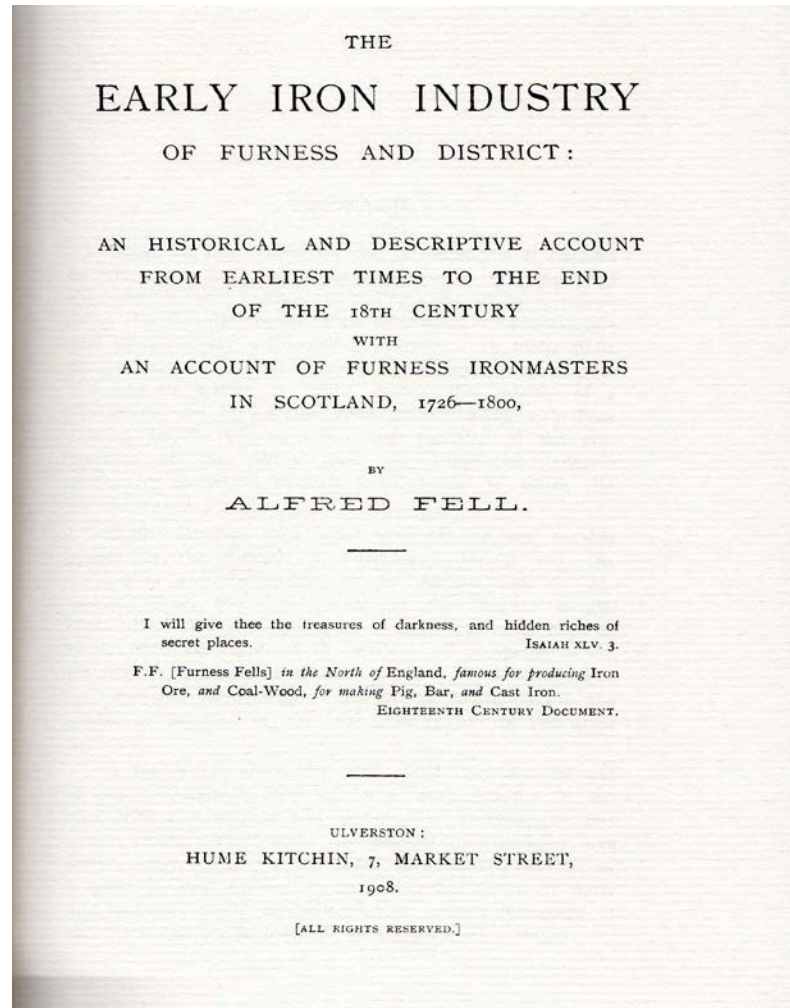 THE
EARLY IRON INDUSTRY
OF FURNESS AND DISTRICT:
AN HISTORICAL AND DESCRIPTIVE ACCOUNT
FROM EARLIEST TIMES TO THE END
OF THE 18TH CENTURY
WITH
AN ACCOUNT OF FURNESS IRONMASTERS
IN SCOTLAND, 1726—1800,
BY
ALFRED FELL.
I will give thee the treasures of darkness, and hidden riches of
secret places. ISAIAH XLV. 3.
F.F. [Furness Fells] in the North of England, famous for producing Iron
Ore, and Coal-Wood, for making Pig, Bar, and Cast Iron.
EIGHTEENTH CENTURY DOCUMENT.
ULVERSTON:
HUME KITCHIN, 7, MARKET STREET,
1908.
[ALL RIGHTS RESERVED.]